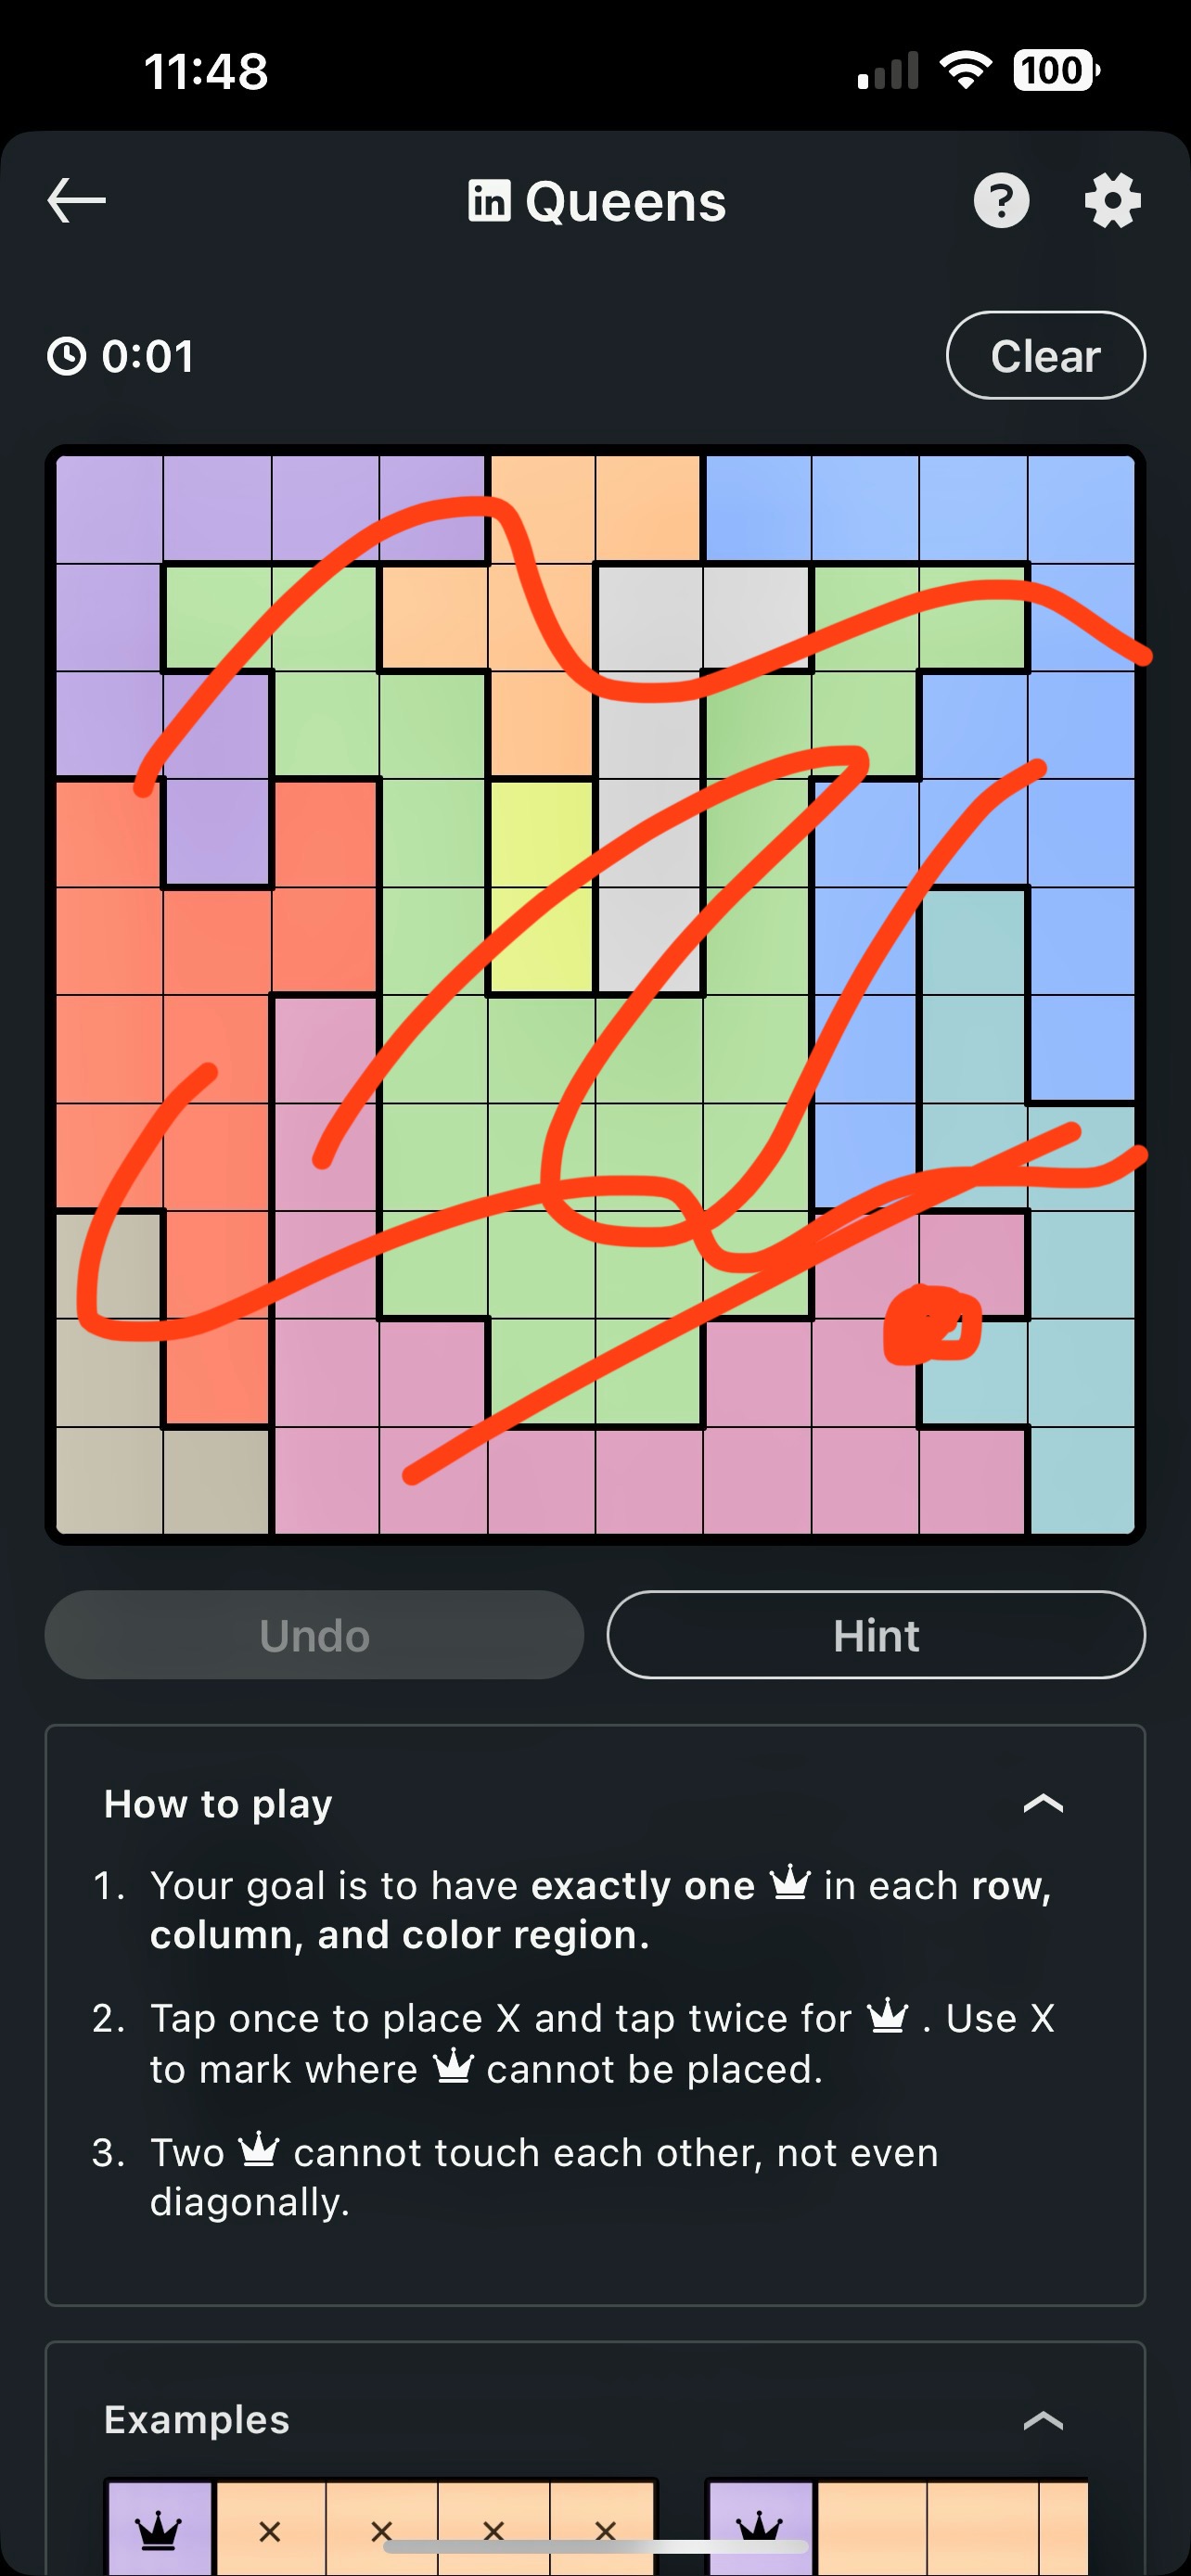 11:48
100
in Queens
?
0:01
Clear
Undo
Hint
How to play
1. Your goal is to have exactly one in each row,
column, and color region.
2. Tap once to place X and tap twice for . Use X
to mark where cannot be placed.
3. Two cannot touch each other, not even
diagonally.
Examples
× × × ×